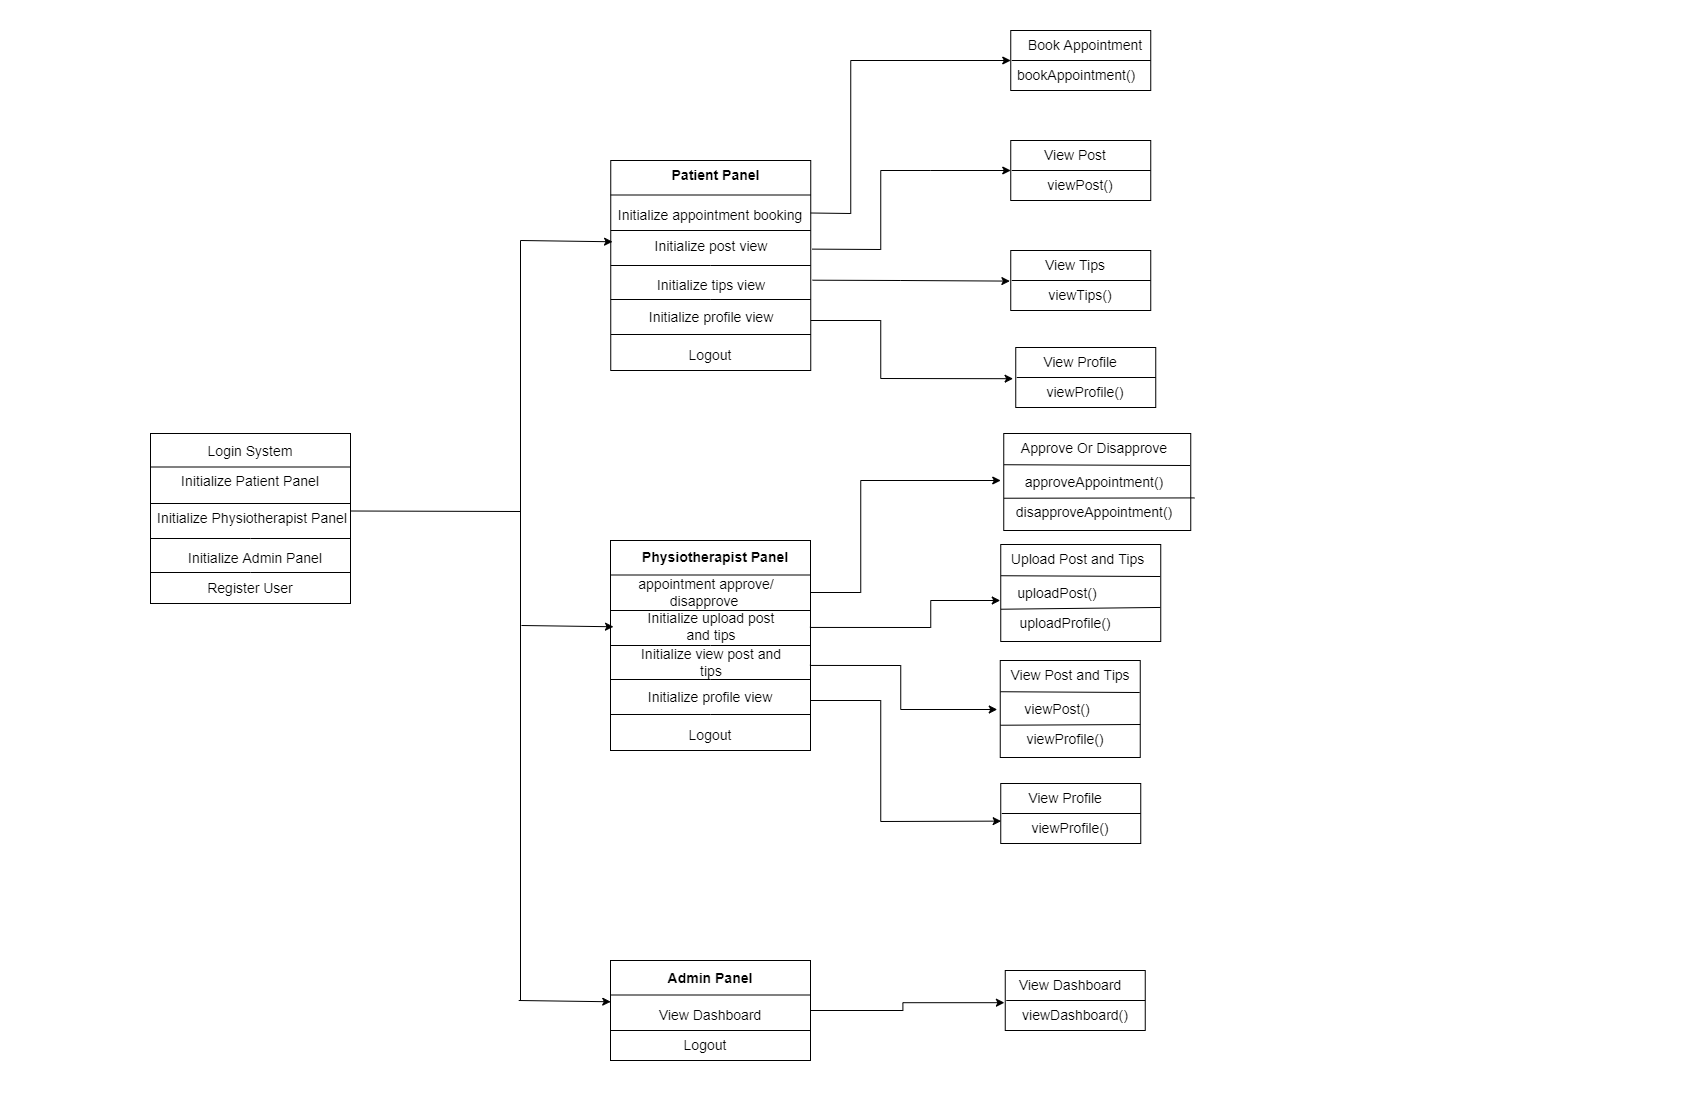 Login System
Initialize Patient Panel
Initialize Physiotherapist Panel
Initialize Admin Panel
Register User
Patient Panel
Initialize appointment booking
Initialize post view
Initialize tips view
Initialize profile view
Logout
Book Appointment
bookAppointment()
View Post
viewPost()
View Tips
viewTips()
View Profile
viewProfile()
Physiotherapist Panel
appointment approve/
disapprove
Initialize upload post
and tips
Initialize view post and
tips
Initialize profile view
Logout
Approve Or Disapprove
approveAppointment()
disapproveAppointment()
Upload Post and Tips
uploadPost()
uploadProfile()
View Post and Tips
viewPost()
viewProfile()
View Profile
viewProfile()
Admin Panel
View Dashboard
Logout
View Dashboard
viewDashboard()